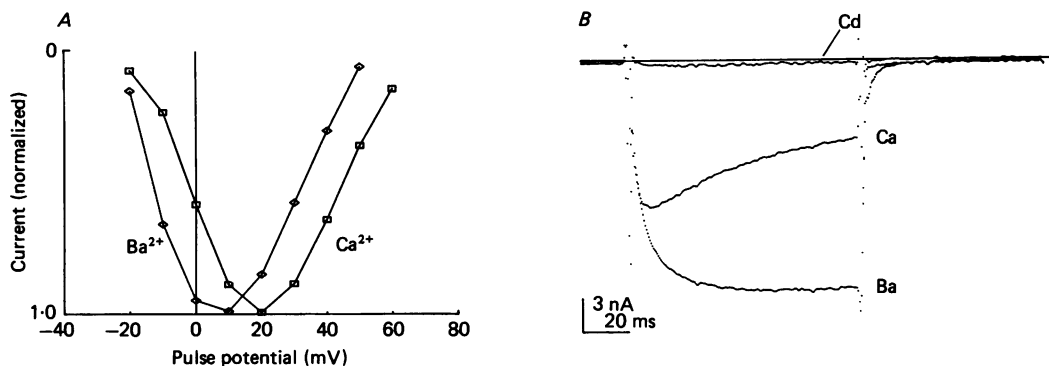 A
0
1·0
Current (normalized)
Ba2+
Ca2+
−40 −20 0 20 40 60 80
Pulse potential (mV)
B
Cd
Ca
Ba
3 nA
20 ms